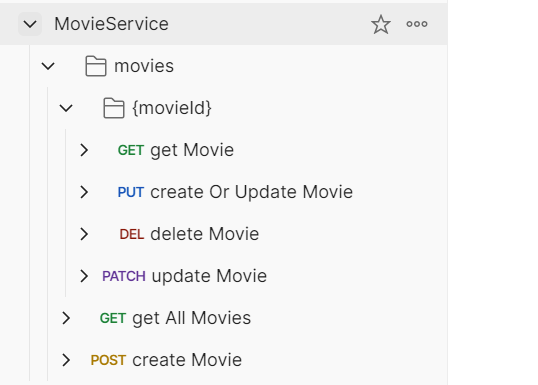 MovieService
movies
{movieId}
GET get Movie
PUT create Or Update Movie
DEL delete Movie
PATCH update Movie
GET get All Movies
POST create Movie